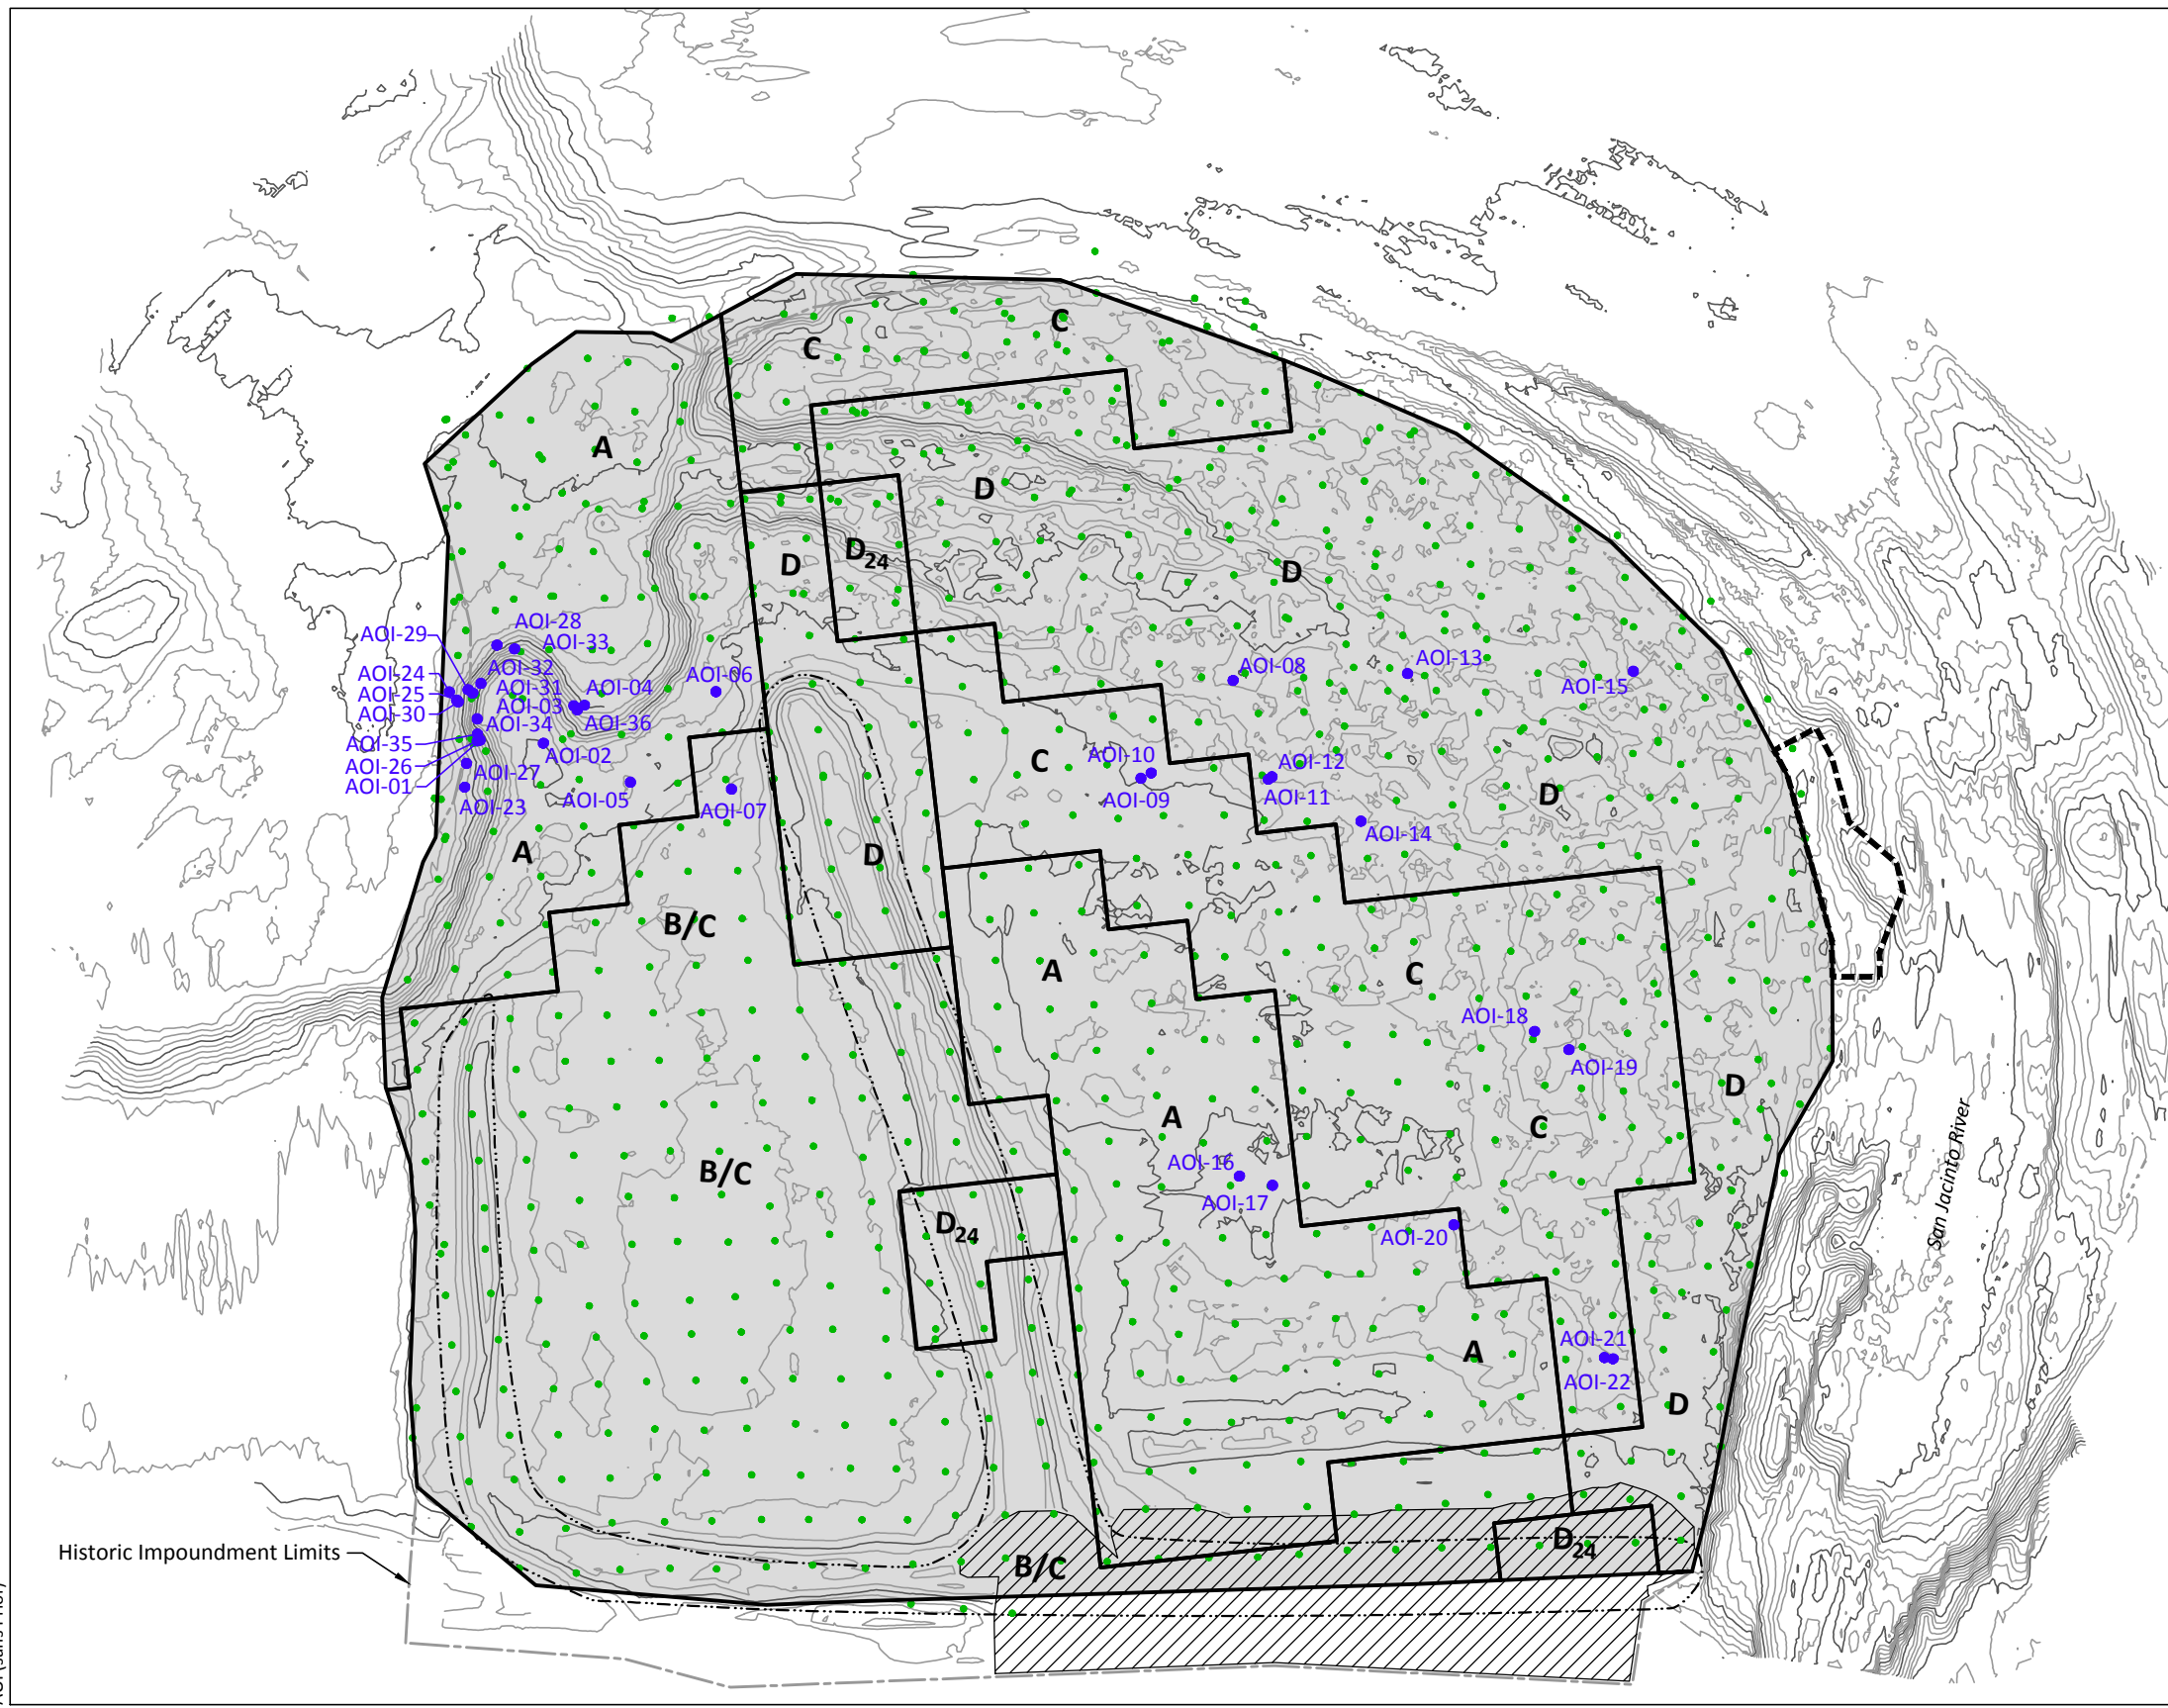 C
C
A
D
D
D24
D
AOI-28
AOI-29
AOI-33
AOI-32
AOI-24
AOI-31
AOI-04
AOI-06
AOI-08
AOI-13
AOI-15
AOI-25
AOI-03
AOI-30
AOI-34
AOI-36
AOI-35
AOI-02
AOI-26
AOI-27
AOI-01
AOI-23
AOI-05
AOI-07
C
AOI-10
AOI-09
AOI-12
AOI-11
AOI-14
D
A
D
B/C
A
C
AOI-18
AOI-19
D
A
C
B/C
AOI-16
AOI-17
San Jacinto River
D24
AOI-20
AOI-21
A
AOI-22
D
D24
Historic Impoundment Limits
B/C